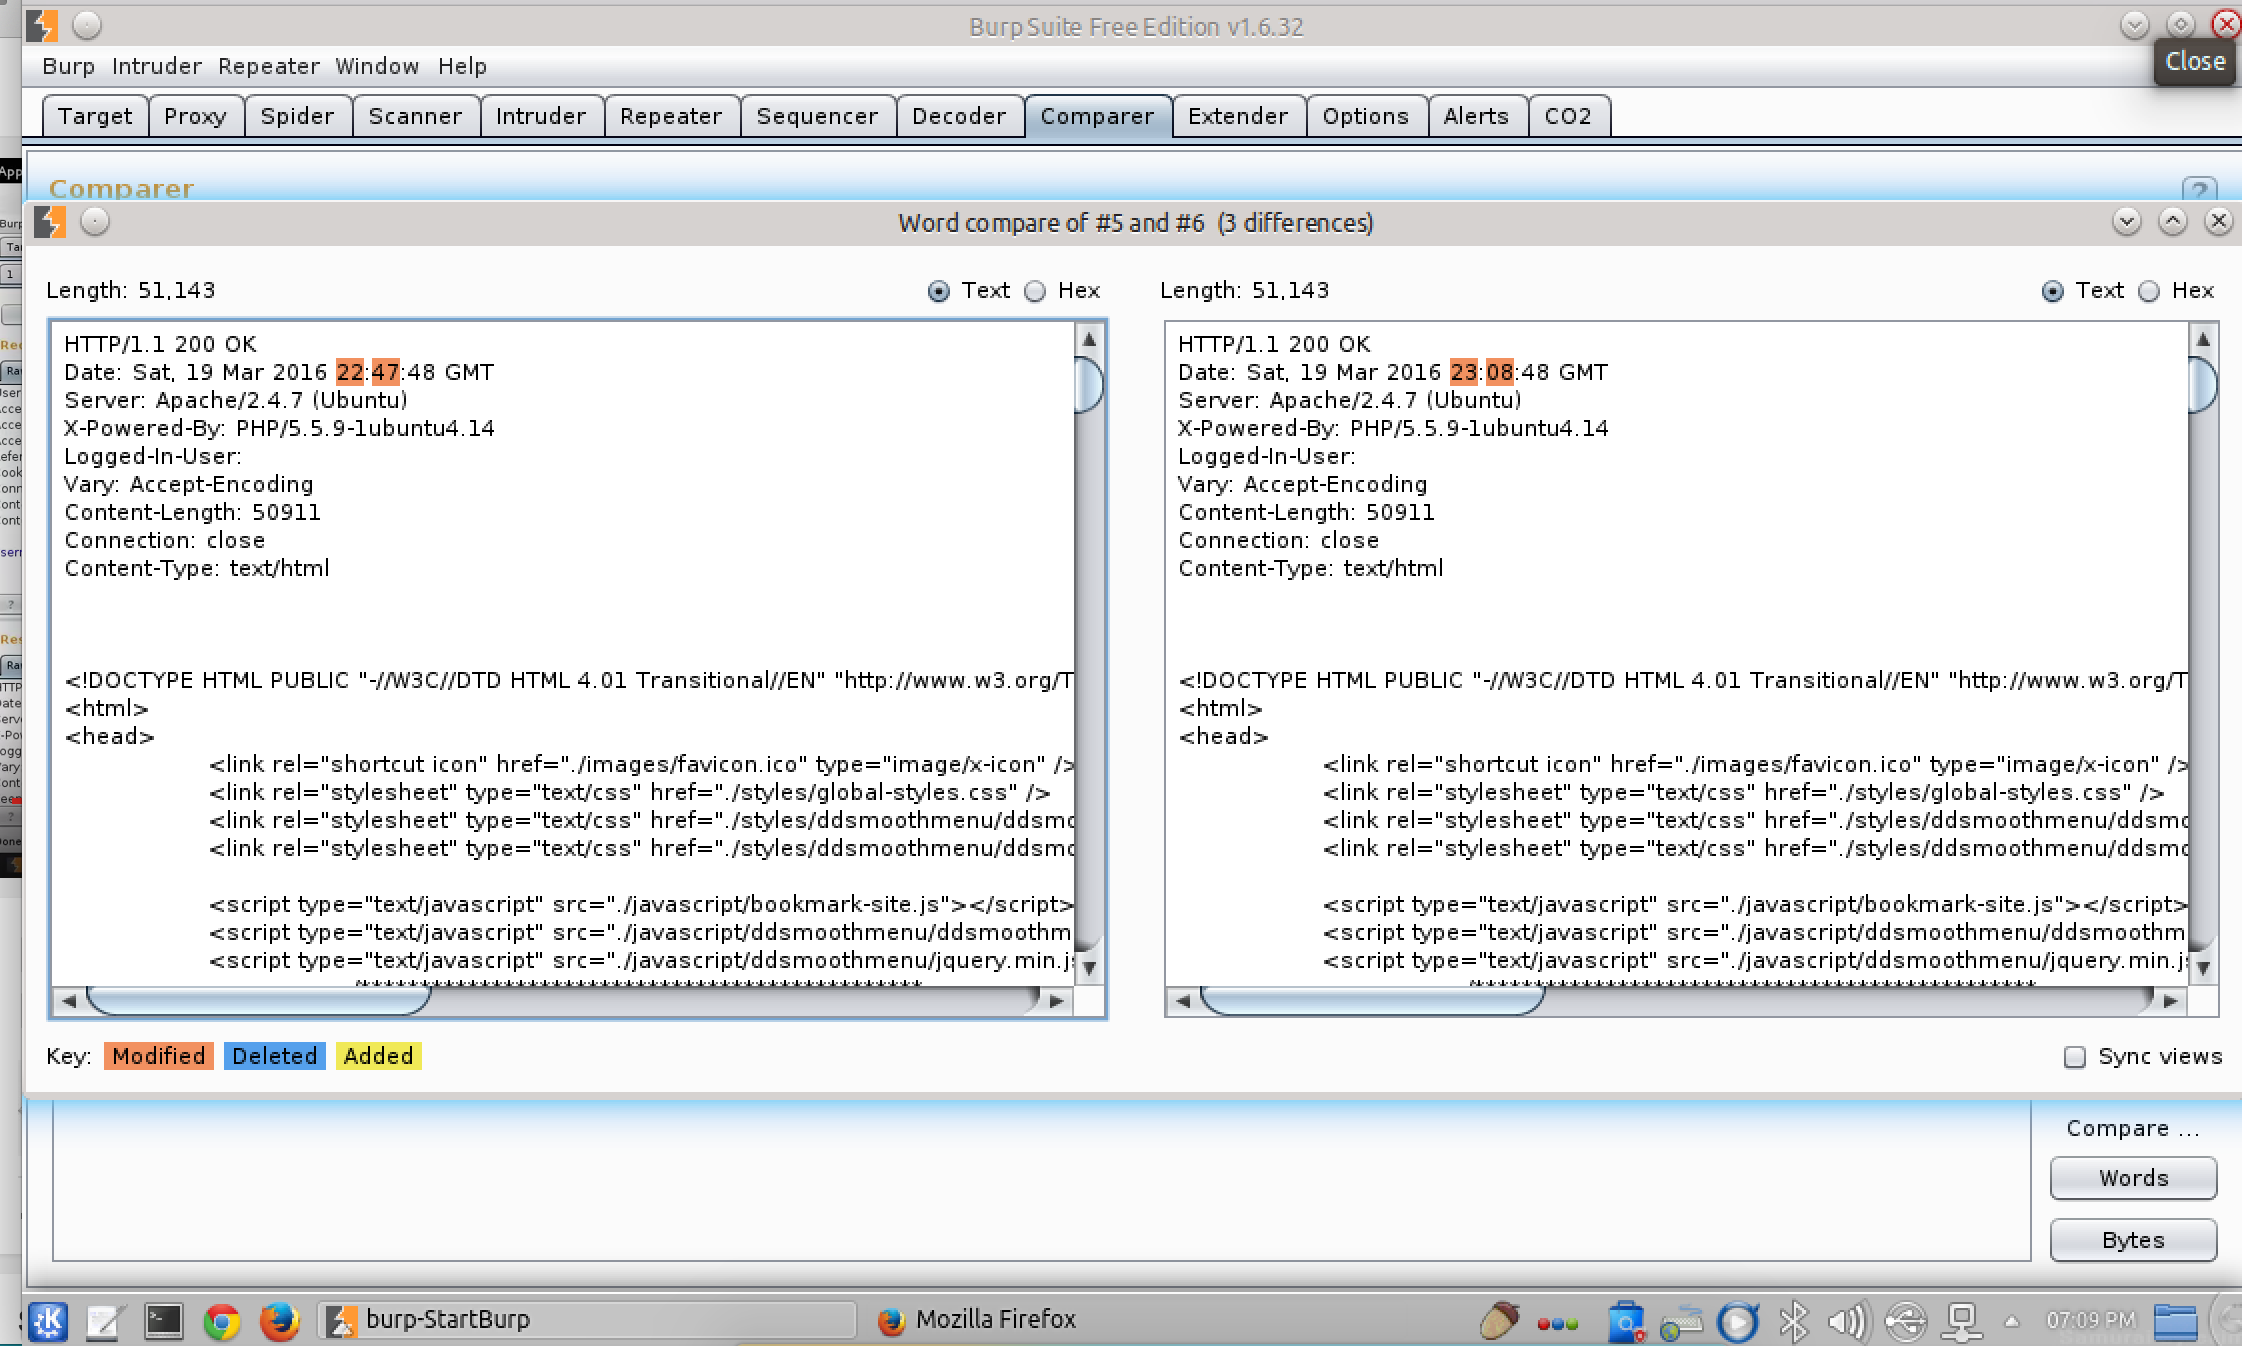 Burp Suite Free Edition v1.6.32
Burp Intruder Repeater Window Help
Close
Target Proxy Spider Scanner Intruder Repeater Sequencer Decoder Comparer Extender Options Alerts CO2
Comparer
?
Word compare of #5 and #6 (3 differences)
Length: 51,143 Text Hex
HTTP/1.1 200 OK
Date: Sat, 19 Mar 2016 22:47:48 GMT
Server: Apache/2.4.7 (Ubuntu)
X-Powered-By: PHP/5.5.9-1ubuntu4.14
Logged-In-User:
Vary: Accept-Encoding
Content-Length: 50911
Connection: close
Content-Type: text/html
<!DOCTYPE HTML PUBLIC "-//W3C//DTD HTML 4.01 Transitional//EN" "http://www.w3.org/T
<html>
<head>
<link rel="shortcut icon" href="./images/favicon.ico" type="image/x-icon" />
<link rel="stylesheet" type="text/css" href="./styles/global-styles.css" />
<link rel="stylesheet" type="text/css" href="./styles/ddsmoothmenu/ddsmo
<link rel="stylesheet" type="text/css" href="./styles/ddsmoothmenu/ddsmo
<script type="text/javascript" src="./javascript/bookmark-site.js"></script>
<script type="text/javascript" src="./javascript/ddsmoothmenu/ddsmoothm
<script type="text/javascript" src="./javascript/ddsmoothmenu/jquery.min.js
Length: 51,143 Text Hex
HTTP/1.1 200 OK
Date: Sat, 19 Mar 2016 23:08:48 GMT
Server: Apache/2.4.7 (Ubuntu)
X-Powered-By: PHP/5.5.9-1ubuntu4.14
Logged-In-User:
Vary: Accept-Encoding
Content-Length: 50911
Connection: close
Content-Type: text/html
<!DOCTYPE HTML PUBLIC "-//W3C//DTD HTML 4.01 Transitional//EN" "http://www.w3.org/T
<html>
<head>
<link rel="shortcut icon" href="./images/favicon.ico" type="image/x-icon" />
<link rel="stylesheet" type="text/css" href="./styles/global-styles.css" />
<link rel="stylesheet" type="text/css" href="./styles/ddsmoothmenu/ddsmo
<link rel="stylesheet" type="text/css" href="./styles/ddsmoothmenu/ddsmo
<script type="text/javascript" src="./javascript/bookmark-site.js"></script>
<script type="text/javascript" src="./javascript/ddsmoothmenu/ddsmoothm
<script type="text/javascript" src="./javascript/ddsmoothmenu/jquery.min.js
Key: Modified Deleted Added
Sync views
Compare ...
Words
Bytes
burp-StartBurp Mozilla Firefox 07:09 PM